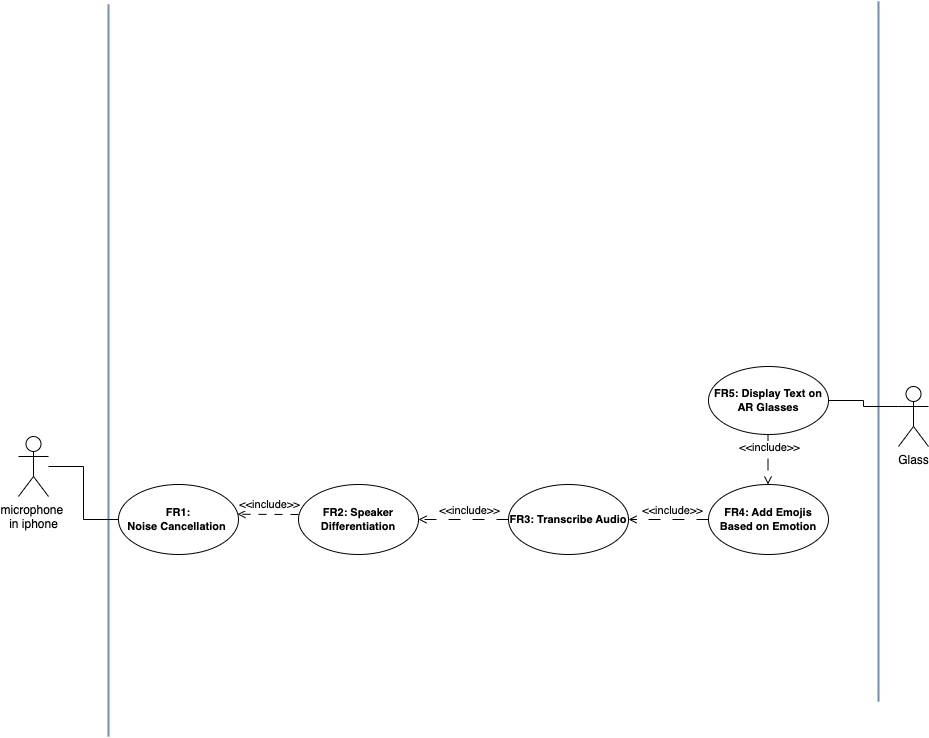 FR5: Display Text on
AR Glasses
<<include>>
Glass
microphone
in iphone
FR1:
Noise Cancellation
<<include>>
FR2: Speaker
Differentiation
<<include>>
FR3: Transcribe Audio
<<include>>
FR4: Add Emojis
Based on Emotion